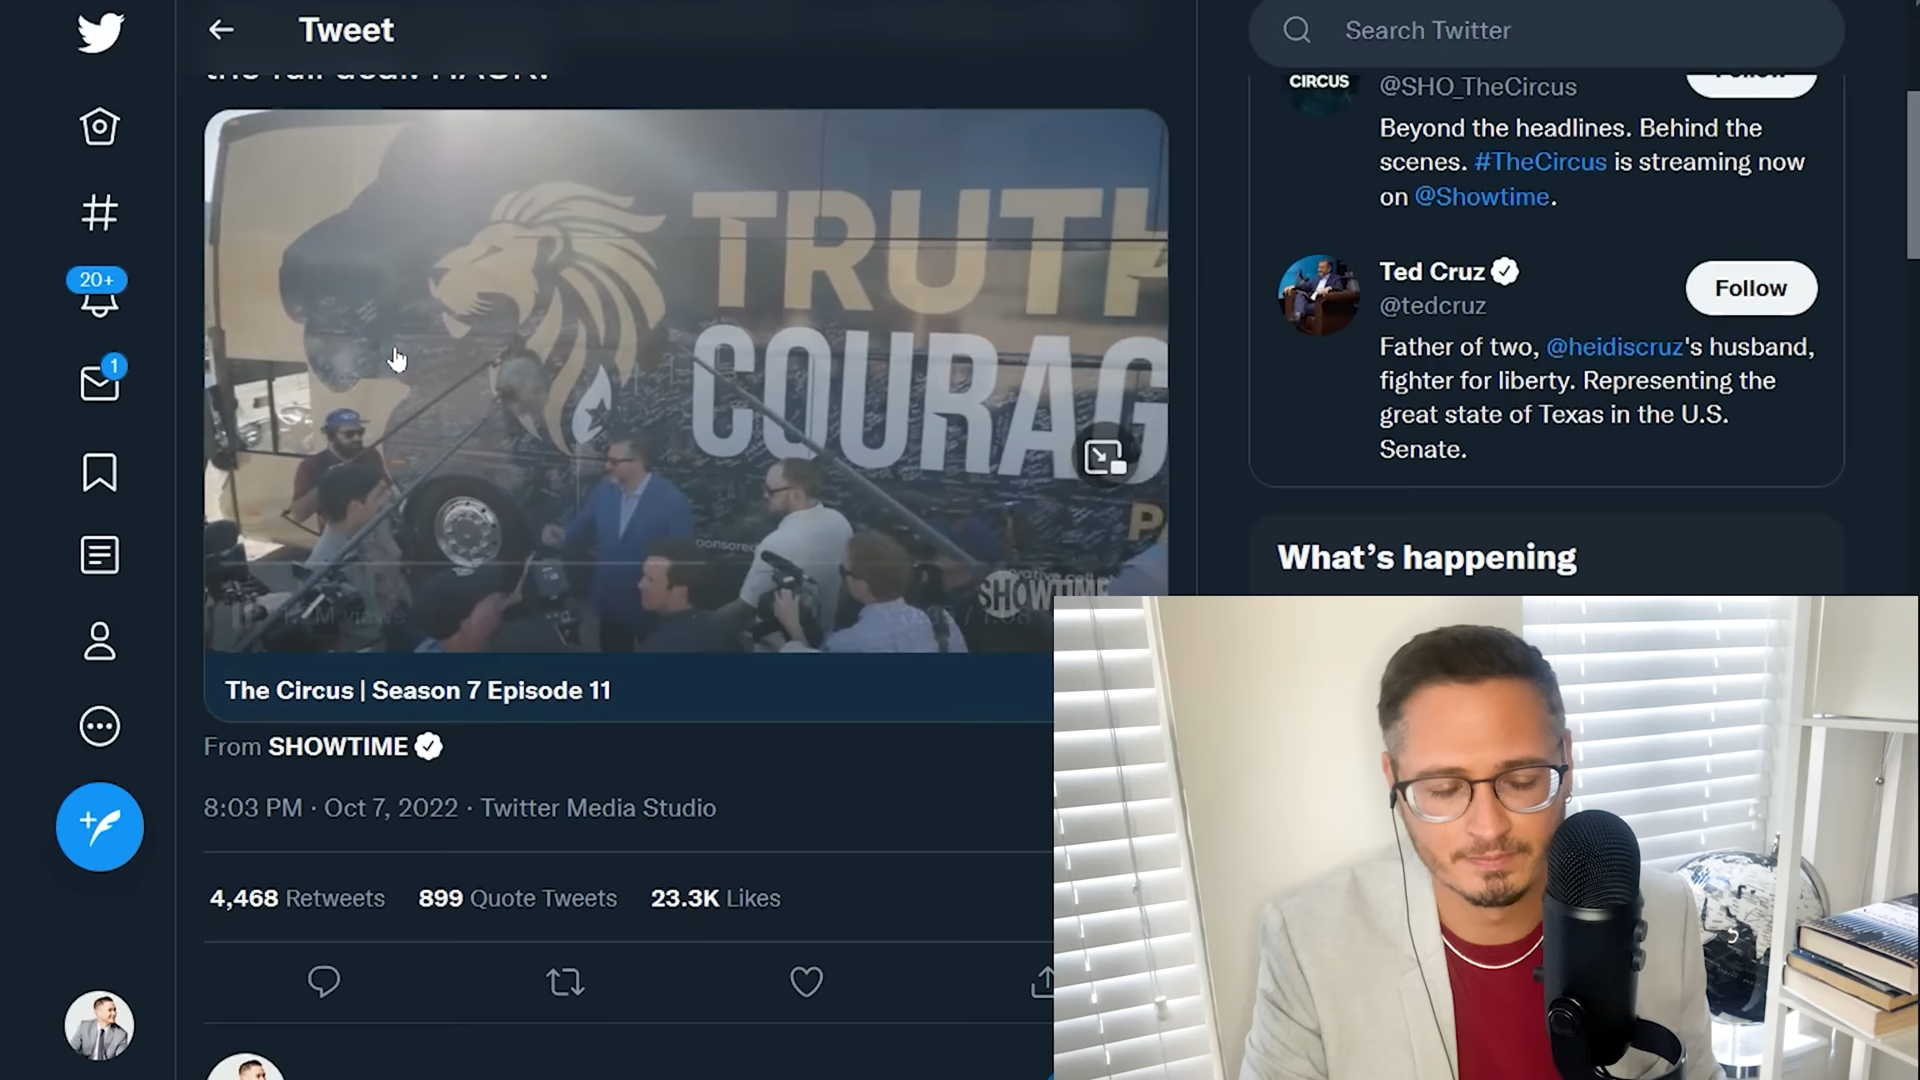 Tweet
Search Twitter
20+
1
TRUTH
COURAG
P
SHOWTIME
The Circus | Season 7 Episode 11
From SHOWTIME
8:03 PM · Oct 7, 2022 · Twitter Media Studio
4,468 Retweets 899 Quote Tweets 23.3K Likes
CIRCUS
@SHO_TheCircus
Follow
Beyond the headlines. Behind the
scenes. #TheCircus is streaming now
on @Showtime.
Ted Cruz
@tedcruz
Follow
Father of two, @heidiscruz's husband,
fighter for liberty. Representing the
great state of Texas in the U.S.
Senate.
What's happening